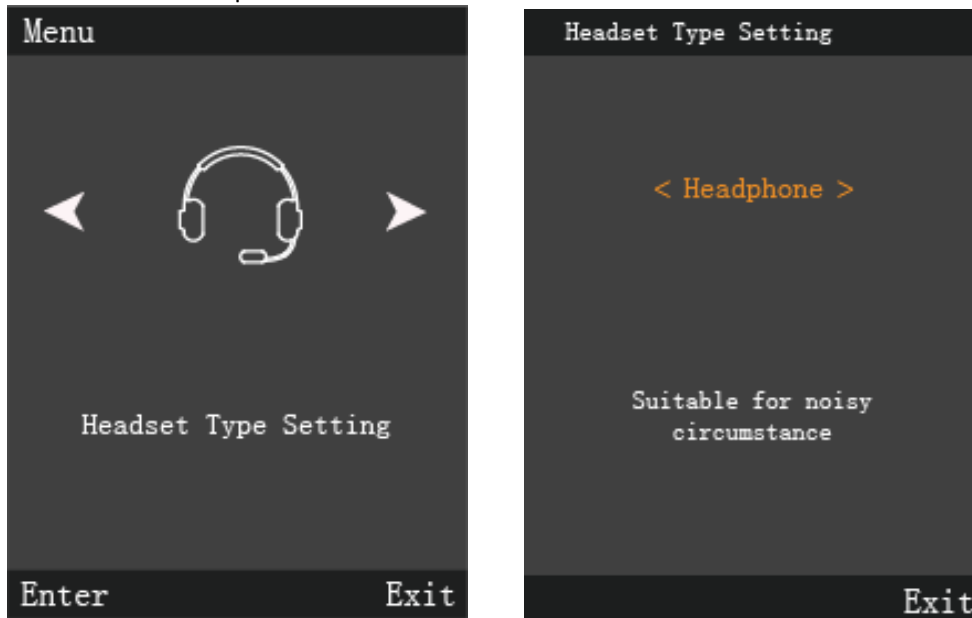 Menu
Headset Type Setting
Enter Exit
Headset Type Setting
< Headphone >
Suitable for noisy
circumstance
Exit